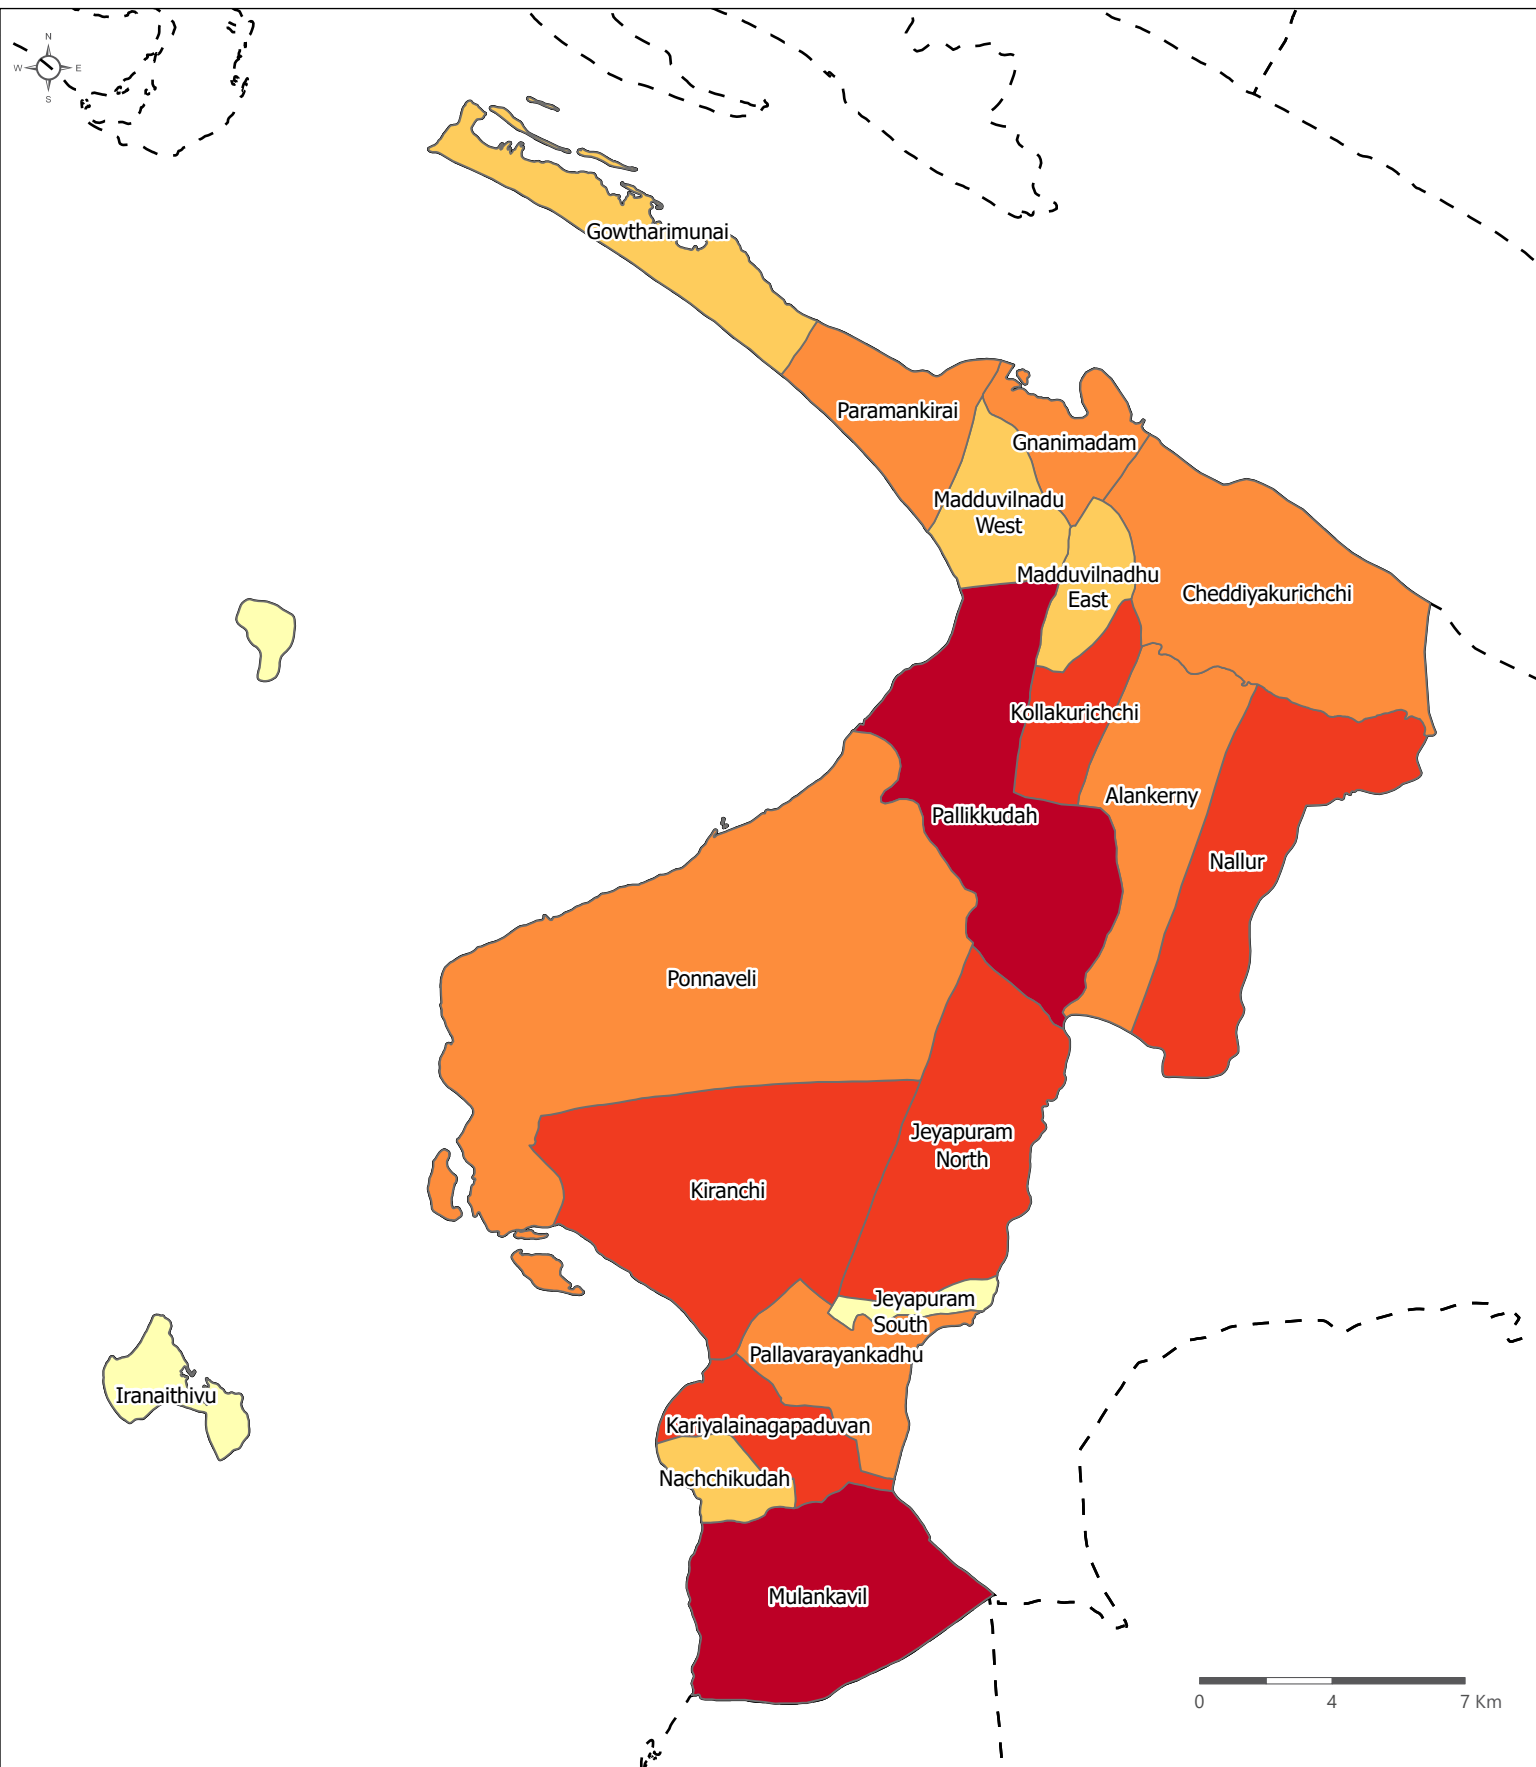 N
W E
S
Gowtharimunai
Paramankirai
Gnanimadam
Madduvilnadu
West
Madduvilnadhu
East
Cheddiyakurichchi
Kollakurichchi
Alankerny
Pallikkudah
Nallur
Ponnaveli
Jeyapuram
North
Kiranchi
Jeyapuram
South
Pallavarayankadhu
Iranaithivu
Kariyalainagapaduvan
Nachchikudah
Mulankavil
0 4 7 Km